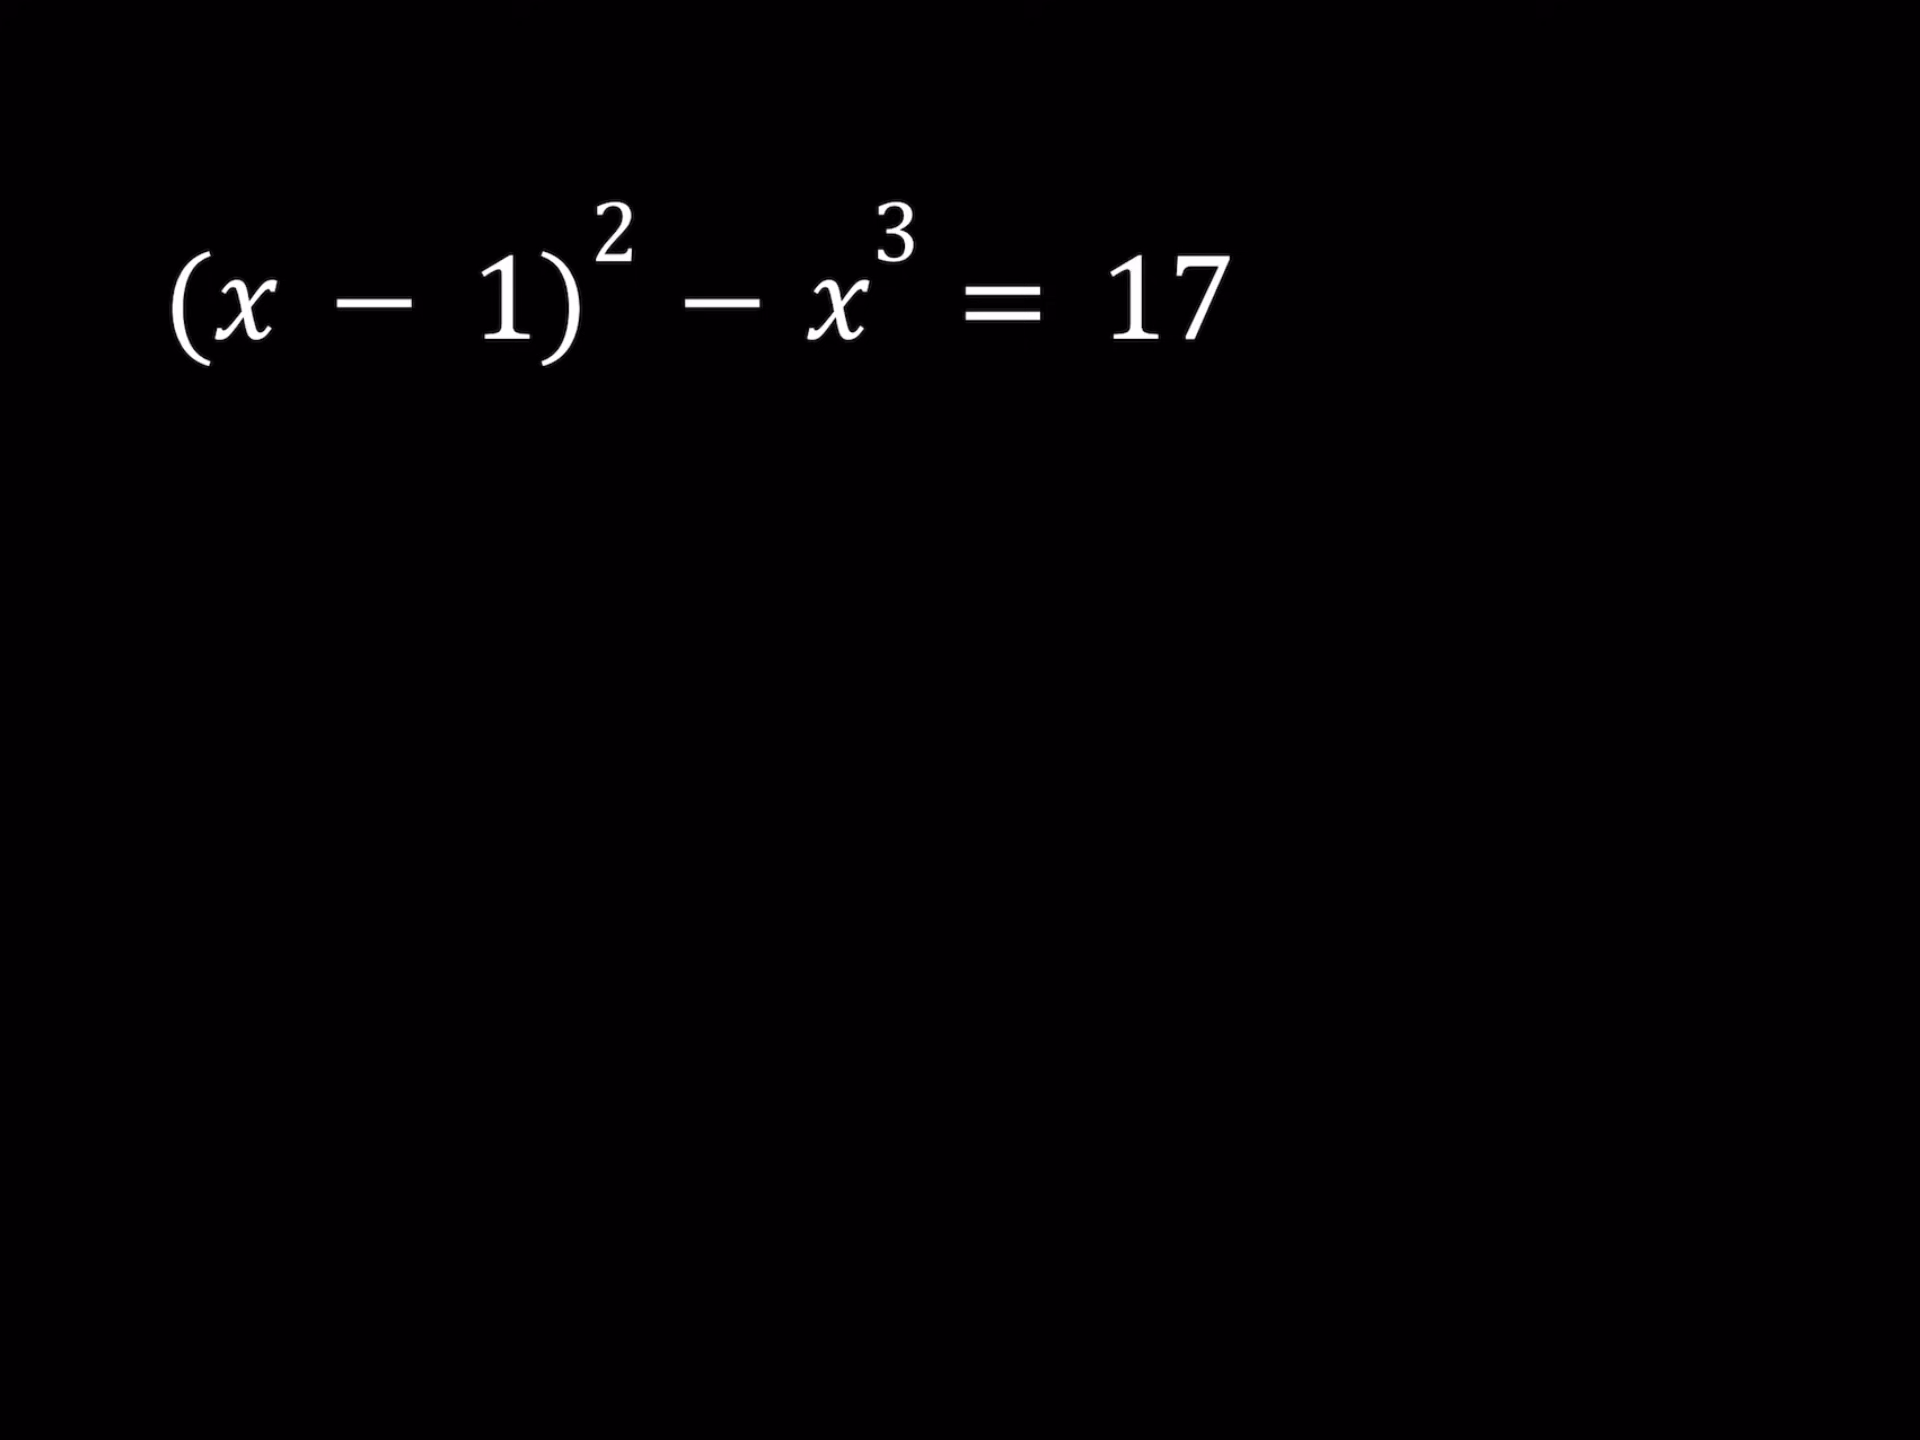 (x − 1)² − x³ = 17